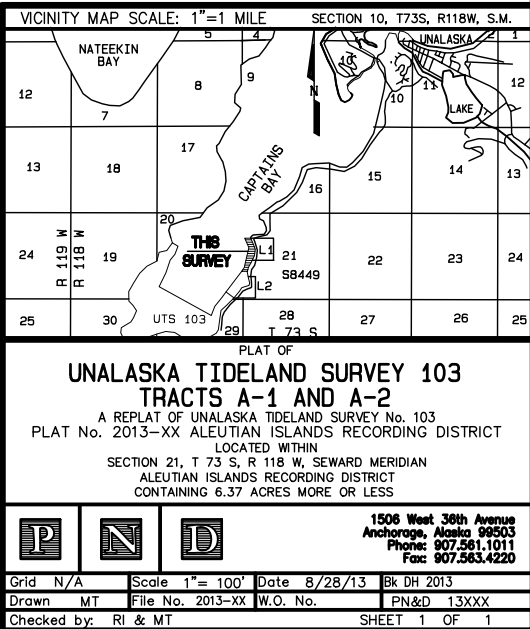 VICINITY MAP SCALE: 1"=1 MILE SECTION 10, T73S, R118W, S.M.
5 4 2 1
NATEEKIN
BAY
UNALASKA
10
8 9 12
N
12 10 11
LAKE
7
17
13 18 CAPTAINS
BAY
16 15 14 13
20
R 119 W
R 118 W
THIS
SURVEY
24 19 L1 21 22 23 24
S8449
L2
25 30 UTS 103 29 28 27 26 25
T 73 S
PLAT OF
UNALASKA TIDELAND SURVEY 103
TRACTS A-1 AND A-2
A REPLAT OF UNALASKA TIDELAND SURVEY No. 103
PLAT No. 2013-XX ALEUTIAN ISLANDS RECORDING DISTRICT
LOCATED WITHIN
SECTION 21, T 73 S, R 118 W, SEWARD MERIDIAN
ALEUTIAN ISLANDS RECORDING DISTRICT
CONTAINING 6.37 ACRES MORE OR LESS
P N D
1506 West 36th Avenue
Anchorage, Alaska 99503
Phone: 907.561.1011
Fax: 907.563.4220
Grid N/A Scale 1"= 100' Date 8/28/13 Bk DH 2013
Drawn MT File No. 2013-XX W.O. No. PN&D 13XXX
Checked by: RI & MT SHEET 1 OF 1